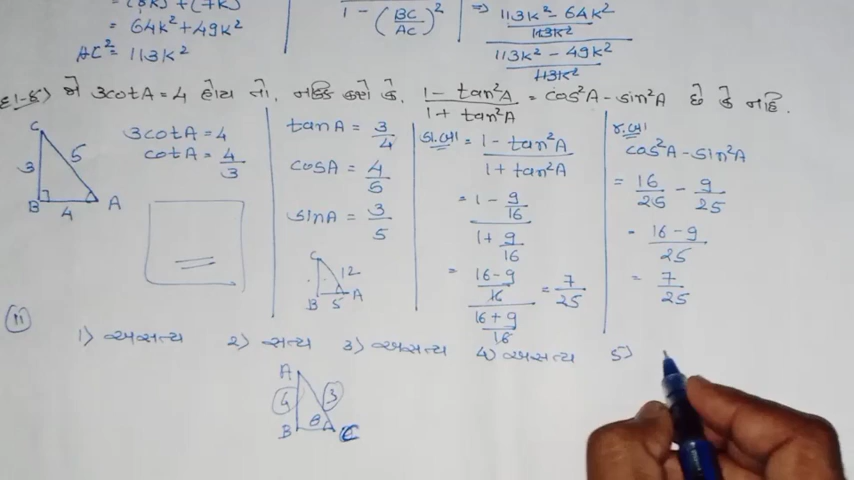 = 64k² + 49k²
AC² = 113k²
1 - (BC/AC)²
⇒ 113k² - 64k² / 113k²
113k² - 49k² / 113k²
જો 3cotA = 4 હોય તો, નક્કી કરો કે, 1 - tan²A / 1 + tan²A = cos²A - sin²A છે કે નહિ.
C
3 5
B 4 A
3cotA = 4
cotA = 4/3
tanA = 3/4
cosA = 4/5
sinA = 3/5
C
12
B 5 A
ડા.બા = 1 - tan²A / 1 + tan²A
= 1 - 9/16 / 1 + 9/16
= 16-9/16 / 16+9/16 = 7/25
જ.બા
cos²A - sin²A
= 16/25 - 9/25
= 16 - 9 / 25
= 7/25
11
1) અસત્ય 2) સત્ય 3) અસત્ય 4) અસત્ય 5)
A
4 3
B θ C